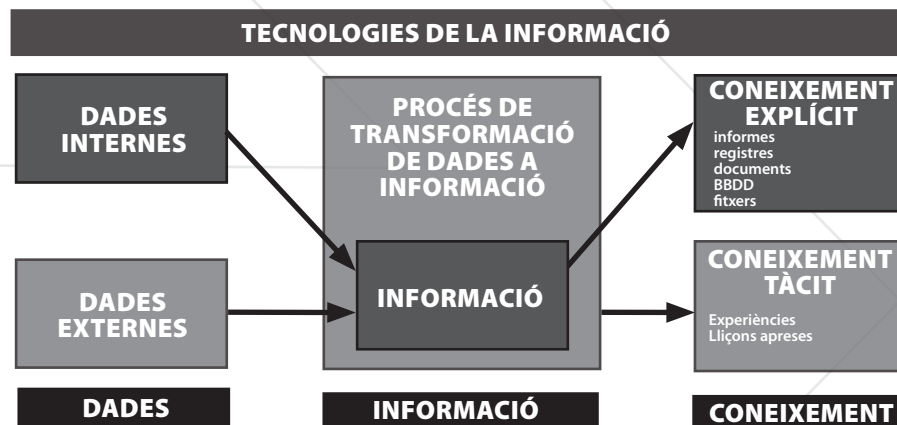 TECNOLOGIES DE LA INFORMACIÓ
DADES
INTERNES
PROCÉS DE
TRANSFORMACIÓ
DE DADES A
INFORMACIÓ
CONEIXEMENT
EXPLÍCIT
informes
registres
documents
BBDD
fitxers
DADES
EXTERNES
INFORMACIÓ
CONEIXEMENT
TÀCIT
Experiències
Lliçons apreses
DADES
INFORMACIÓ
CONEIXEMENT